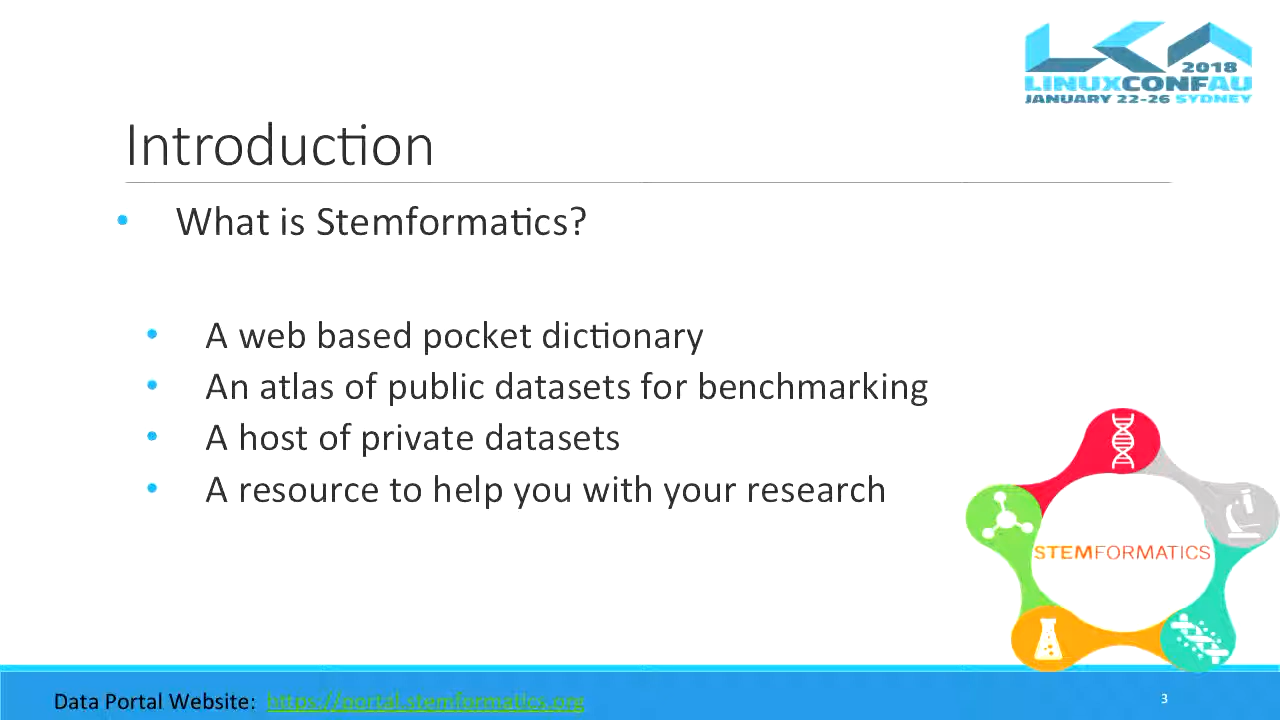 2018
LINUXCONFAU
JANUARY 22-26 SYDNEY
Introduction
• What is Stemformatics?
• A web based pocket dictionary
• An atlas of public datasets for benchmarking
• A host of private datasets
• A resource to help you with your research
STEMFORMATICS
Data Portal Website: https://portal.stemformatics.org
3